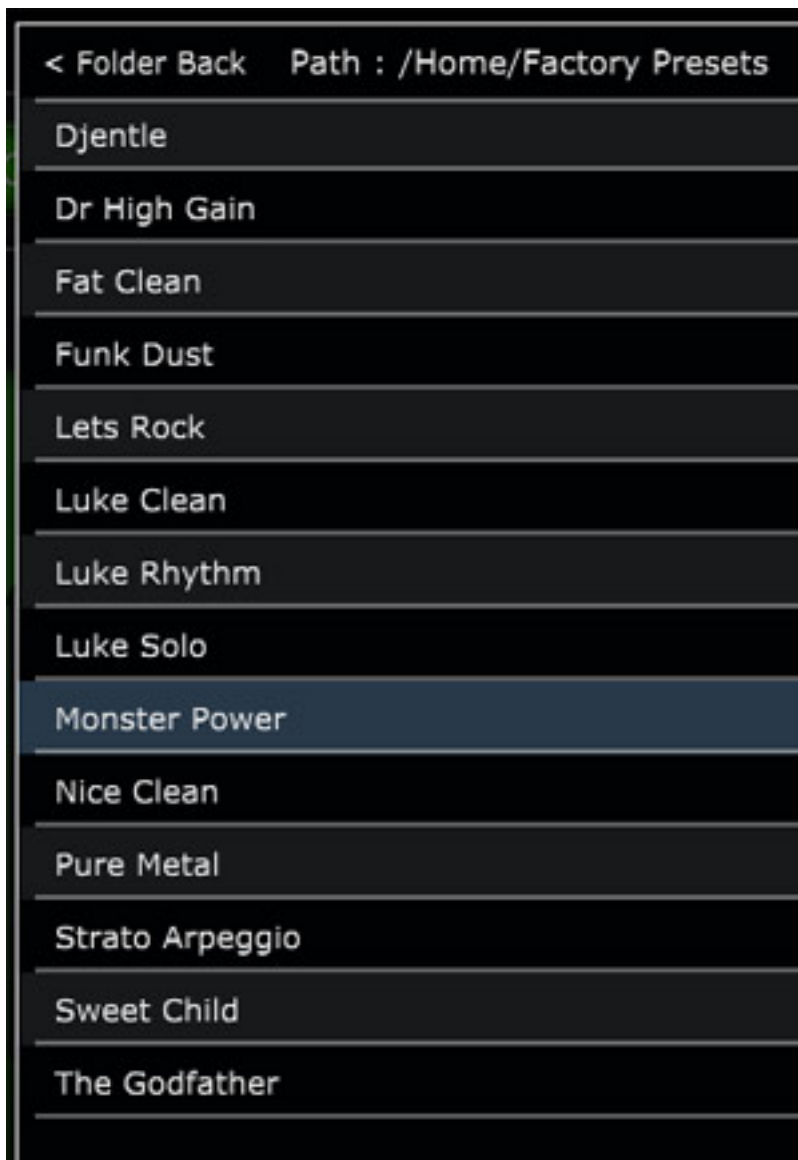 < Folder Back Path : /Home/Factory Presets
Djentle
Dr High Gain
Fat Clean
Funk Dust
Lets Rock
Luke Clean
Luke Rhythm
Luke Solo
Monster Power
Nice Clean
Pure Metal
Strato Arpeggio
Sweet Child
The Godfather